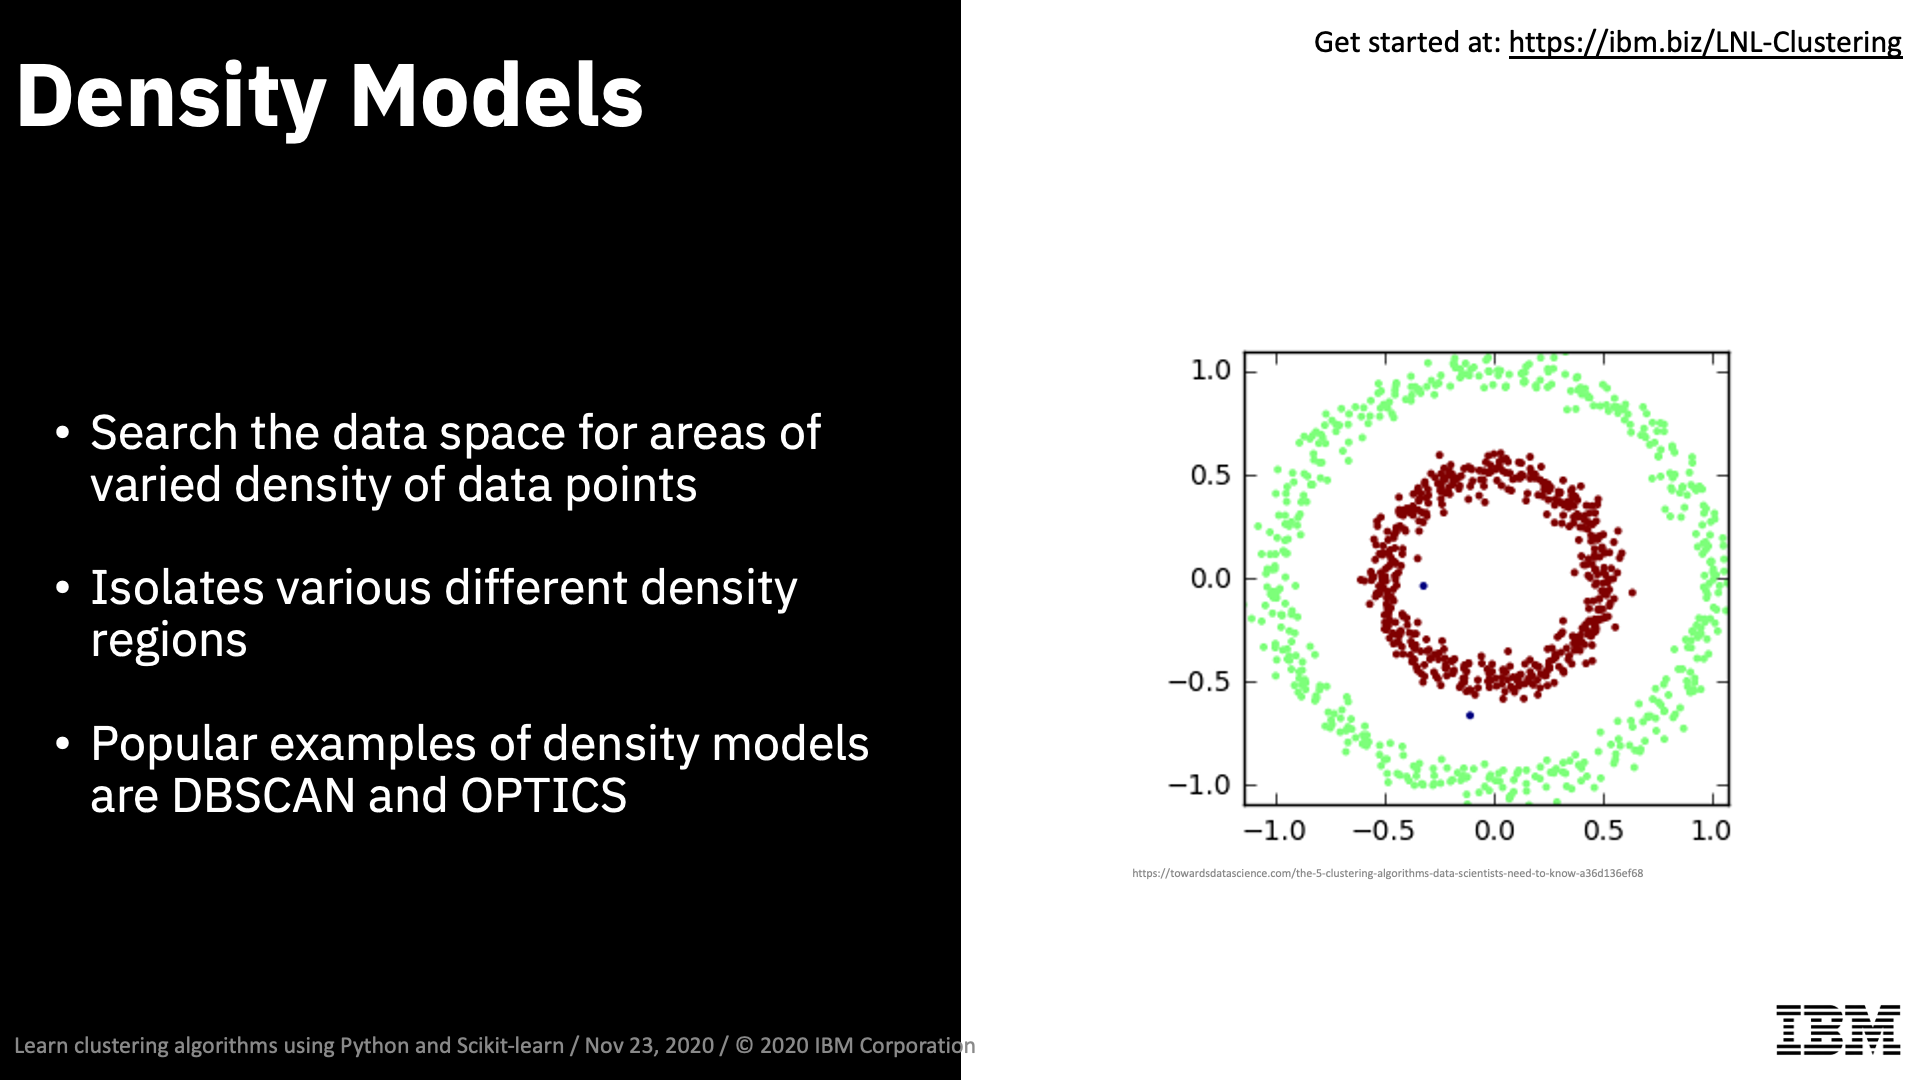 Get started at: https://ibm.biz/LNL-Clustering
Density Models
• Search the data space for areas of
varied density of data points
• Isolates various different density
regions
• Popular examples of density models
are DBSCAN and OPTICS
1.0
0.5
0.0
−0.5
−1.0
−1.0 −0.5 0.0 0.5 1.0
https://towardsdatascience.com/the-5-clustering-algorithms-data-scientists-need-to-know-a36d136ef68
Learn clustering algorithms using Python and Scikit-learn / Nov 23, 2020 / © 2020 IBM Corporation
IBM